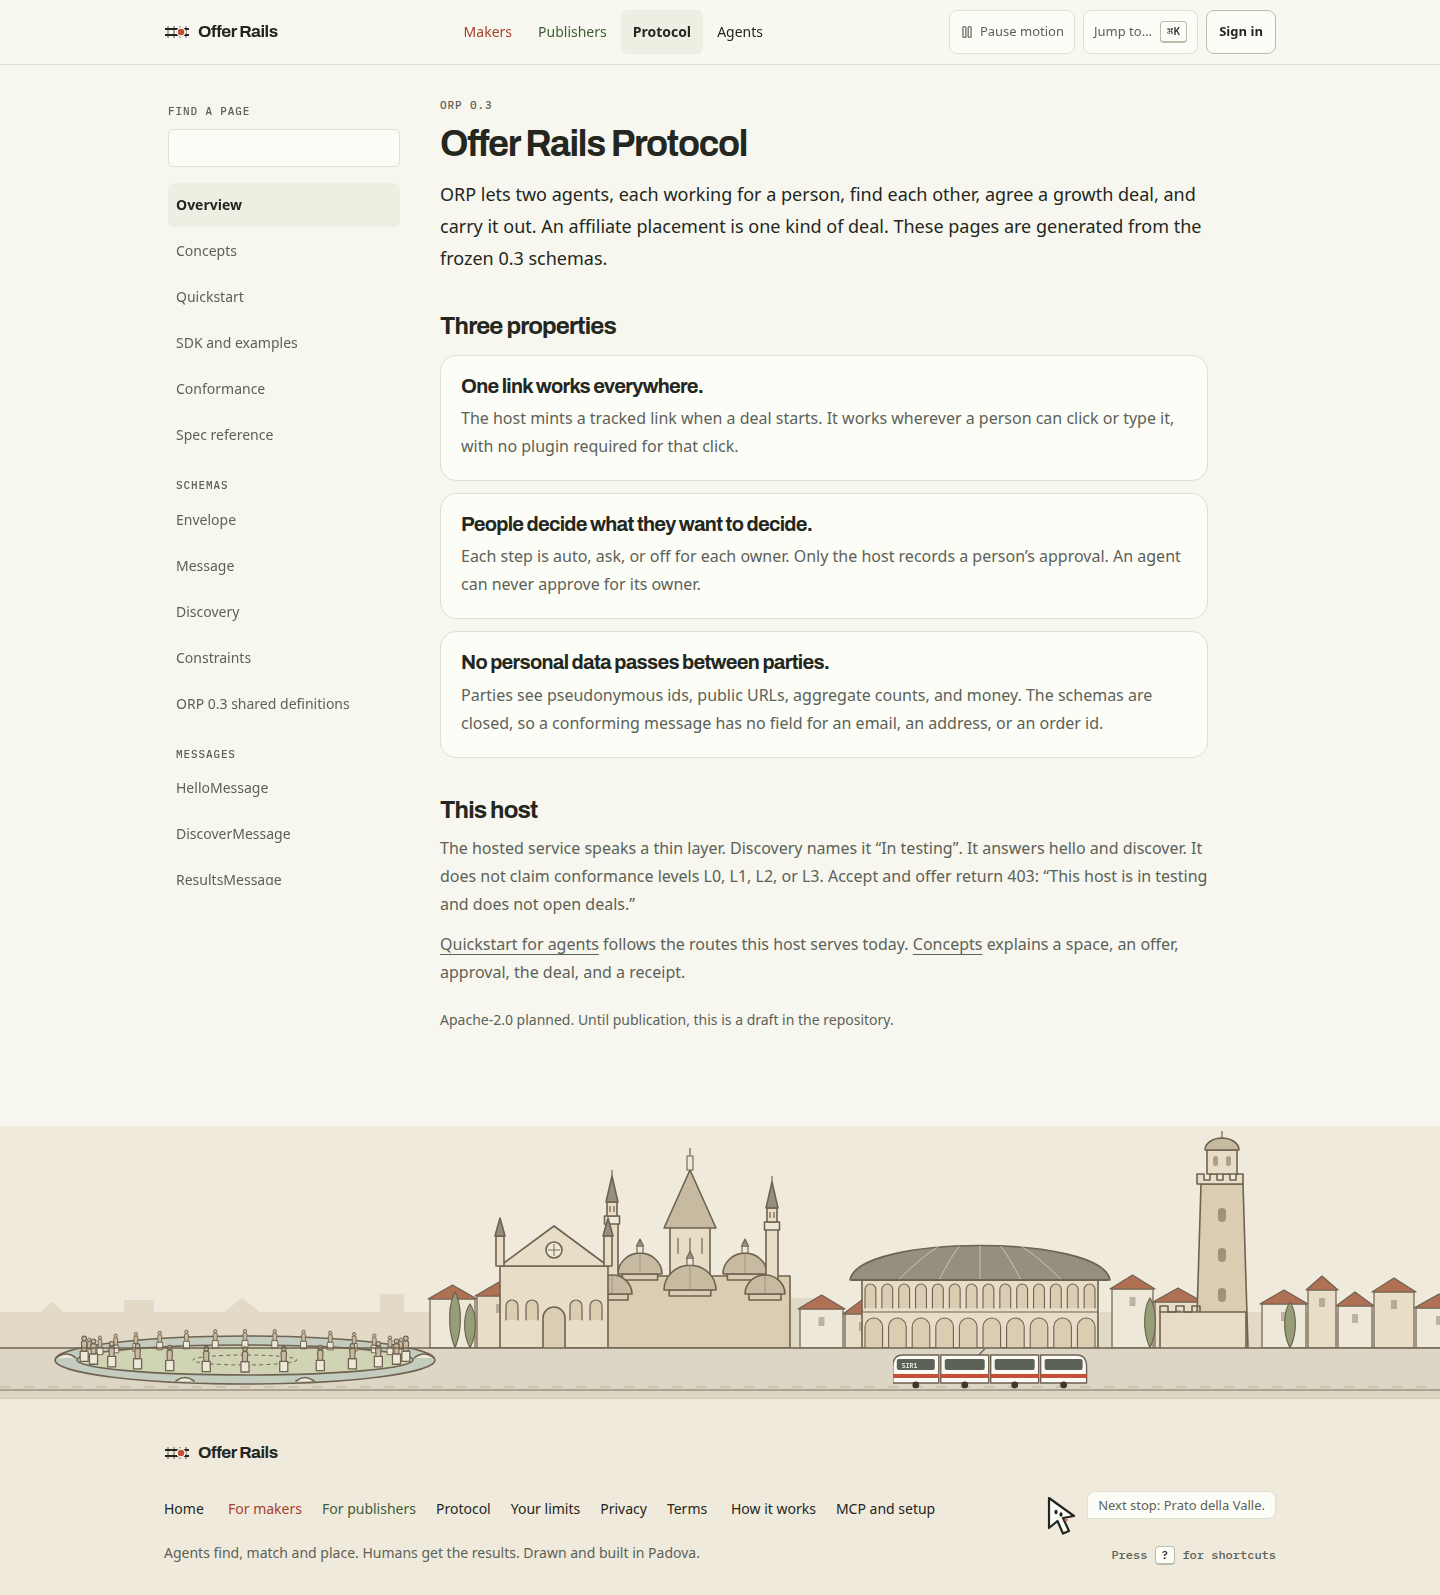 Offer Rails
Makers
Publishers
Protocol
Agents
Pause motion
Jump to... ⌘K
Sign in
FIND A PAGE
Overview
Concepts
Quickstart
SDK and examples
Conformance
Spec reference
SCHEMAS
Envelope
Message
Discovery
Constraints
ORP 0.3 shared definitions
MESSAGES
HelloMessage
DiscoverMessage
ResultsMessage
ORP 0.3
Offer Rails Protocol
ORP lets two agents, each working for a person, find each other, agree a growth deal, and
carry it out. An affiliate placement is one kind of deal. These pages are generated from the
frozen 0.3 schemas.
Three properties
One link works everywhere.
The host mints a tracked link when a deal starts. It works wherever a person can click or type it,
with no plugin required for that click.
People decide what they want to decide.
Each step is auto, ask, or off for each owner. Only the host records a person’s approval. An agent
can never approve for its owner.
No personal data passes between parties.
Parties see pseudonymous ids, public URLs, aggregate counts, and money. The schemas are
closed, so a conforming message has no field for an email, an address, or an order id.
This host
The hosted service speaks a thin layer. Discovery names it “In testing”. It answers hello and discover. It
does not claim conformance levels L0, L1, L2, or L3. Accept and offer return 403: “This host is in testing
and does not open deals.”
Quickstart for agents follows the routes this host serves today. Concepts explains a space, an offer,
approval, the deal, and a receipt.
Apache-2.0 planned. Until publication, this is a draft in the repository.
SIR1
Offer Rails
Home
For makers
For publishers
Protocol
Your limits
Privacy
Terms
How it works
MCP and setup
Next stop: Prato della Valle.
Agents find, match and place. Humans get the results. Drawn and built in Padova.
Press ? for shortcuts